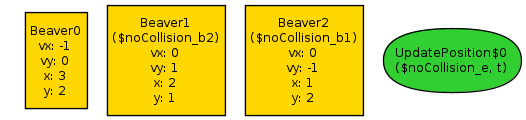 Beaver0
vx: -1
vy: 0
x: 3
y: 2
Beaver1
($noCollision_b2)
vx: 0
vy: 1
x: 2
y: 1
Beaver2
($noCollision_b1)
vx: 0
vy: -1
x: 1
y: 2
UpdatePosition$0
($noCollision_e, t)